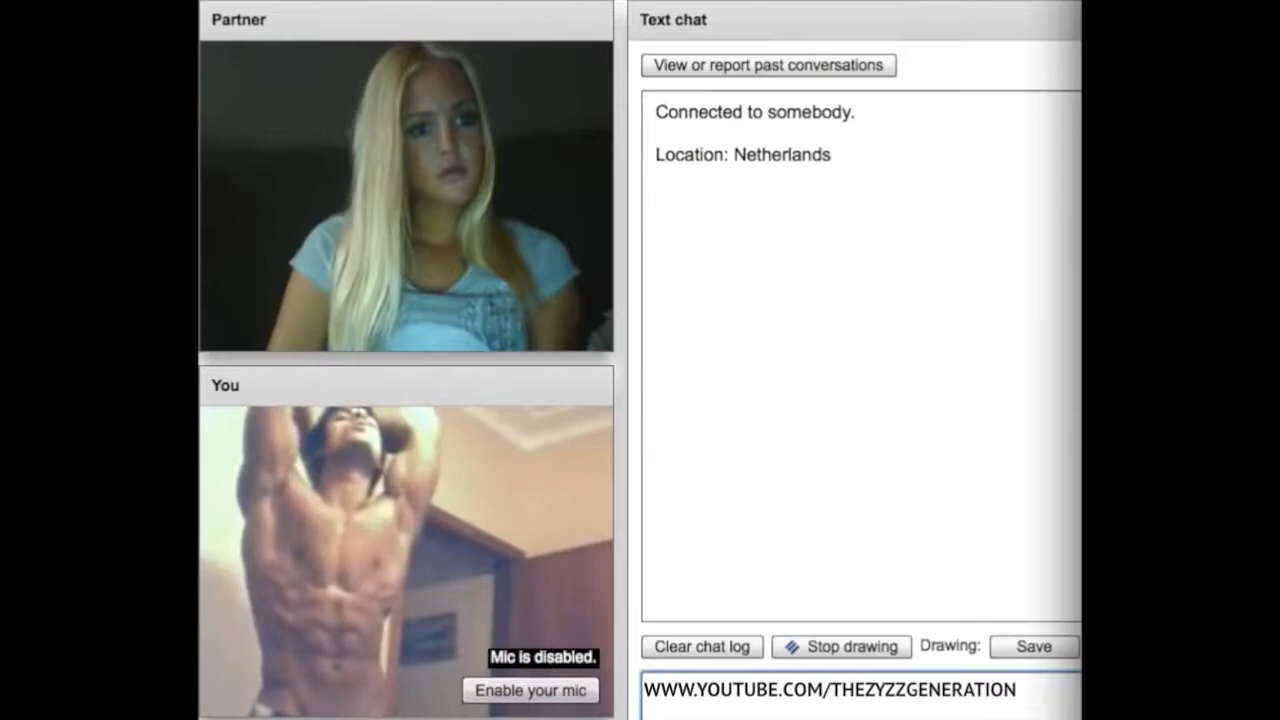 Partner
Text chat
View or report past conversations
Connected to somebody.
Location: Netherlands
You
Mic is disabled.
Enable your mic
Clear chat log
Stop drawing
Drawing:
Save
WWW.YOUTUBE.COM/THEZYZZGENERATION